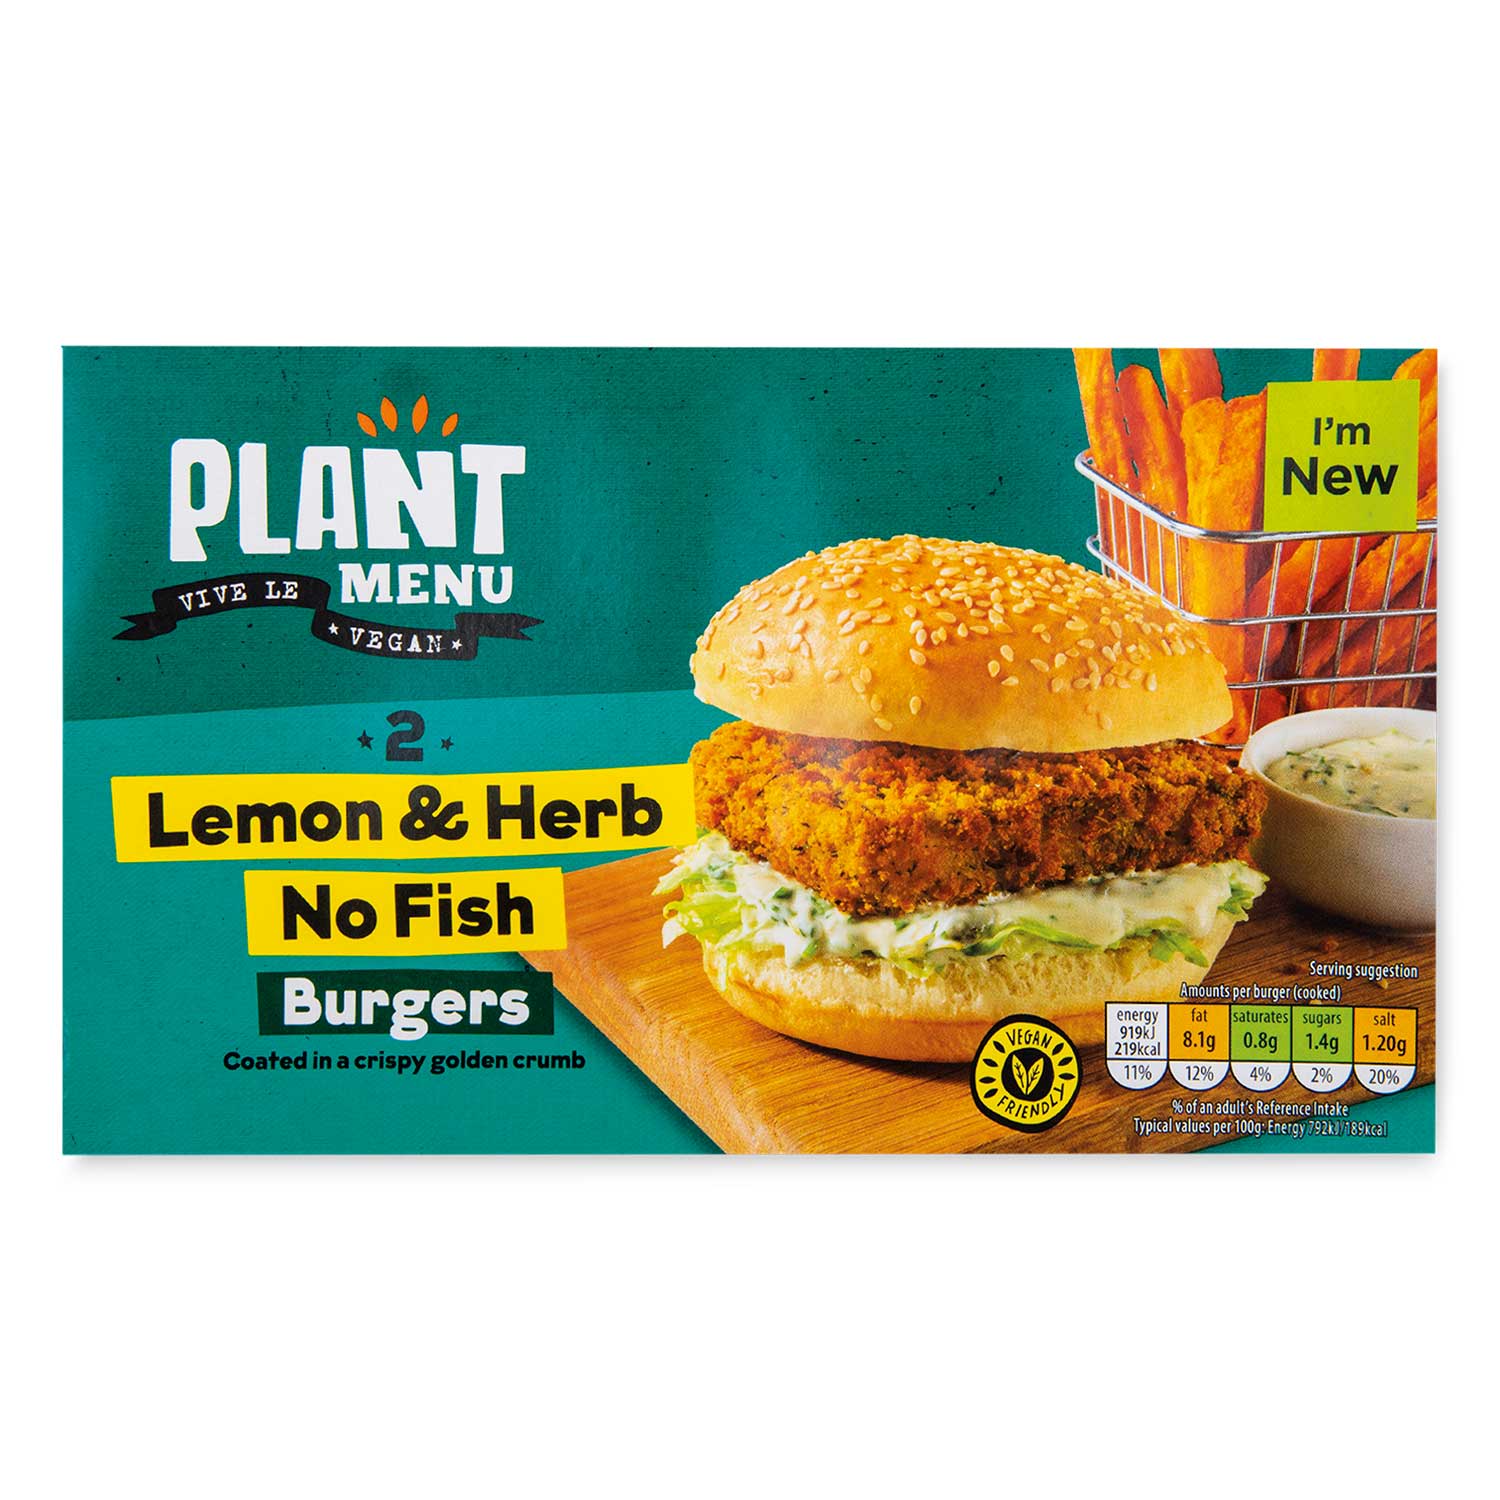 PLANT
MENU
VIVE LE
★ VEGAN ★
★ 2 ★
Lemon & Herb
No Fish
Burgers
Coated in a crispy golden crumb
I'm
New
Serving suggestion
Amounts per burger (cooked)
energy fat saturates sugars salt
919kJ
219kcal 8.1g 0.8g 1.4g 1.20g
11% 12% 4% 2% 20%
% of an adult's Reference Intake
Typical values per 100g: Energy 792kJ/189kcal
VEGAN
FRIENDLY